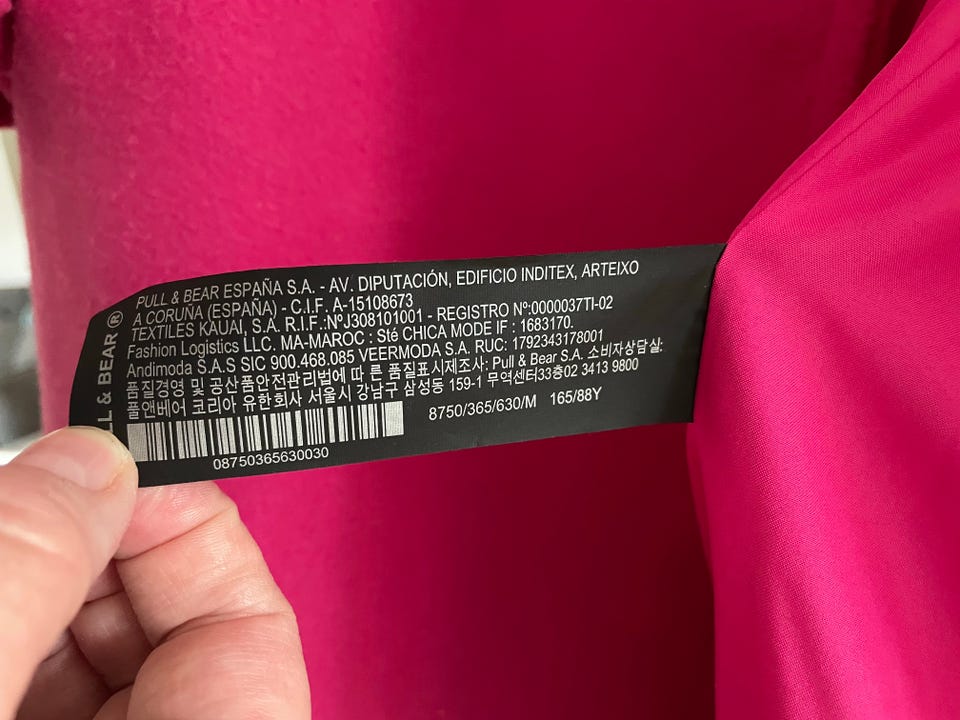 LL & BEAR®
PULL & BEAR ESPAÑA S.A. - AV. DIPUTACIÓN, EDIFICIO INDITEX, ARTEIXO
A CORUÑA (ESPAÑA) - C.I.F. A-15108673
TEXTILES KAUAI, S.A. R.I.F.:NºJ308101001 - REGISTRO Nº:0000037TI-02
Fashion Logistics LLC. MA-MAROC : Sté CHICA MODE IF : 1683170.
Andimoda S.A.S SIC 900.468.085 VEERMODA S.A. RUC: 1792343178001
품질경영 및 공산품안전관리법에 따 른 품질표시제조사: Pull & Bear S.A. 소비자상담실:
풀앤베어 코리아 유한회사 서울시 강남구 삼성동 159-1 무역센터33층02 3413 9800
8750/365/630/M 165/88Y
08750365630030